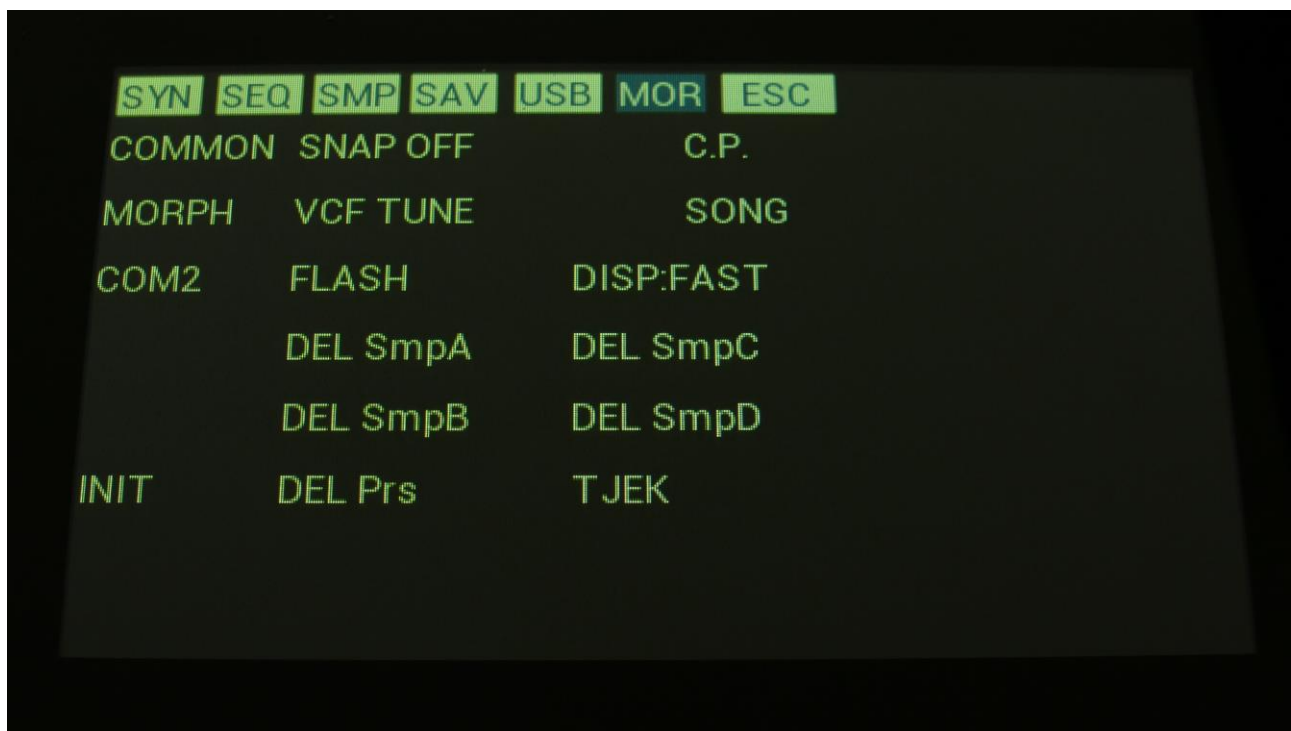 SYN SEQ SMP SAV USB MOR ESC
COMMON SNAP OFF C.P.
MORPH VCF TUNE SONG
COM2 FLASH DISP:FAST
DEL SmpA DEL SmpC
DEL SmpB DEL SmpD
INIT DEL Prs TJEK